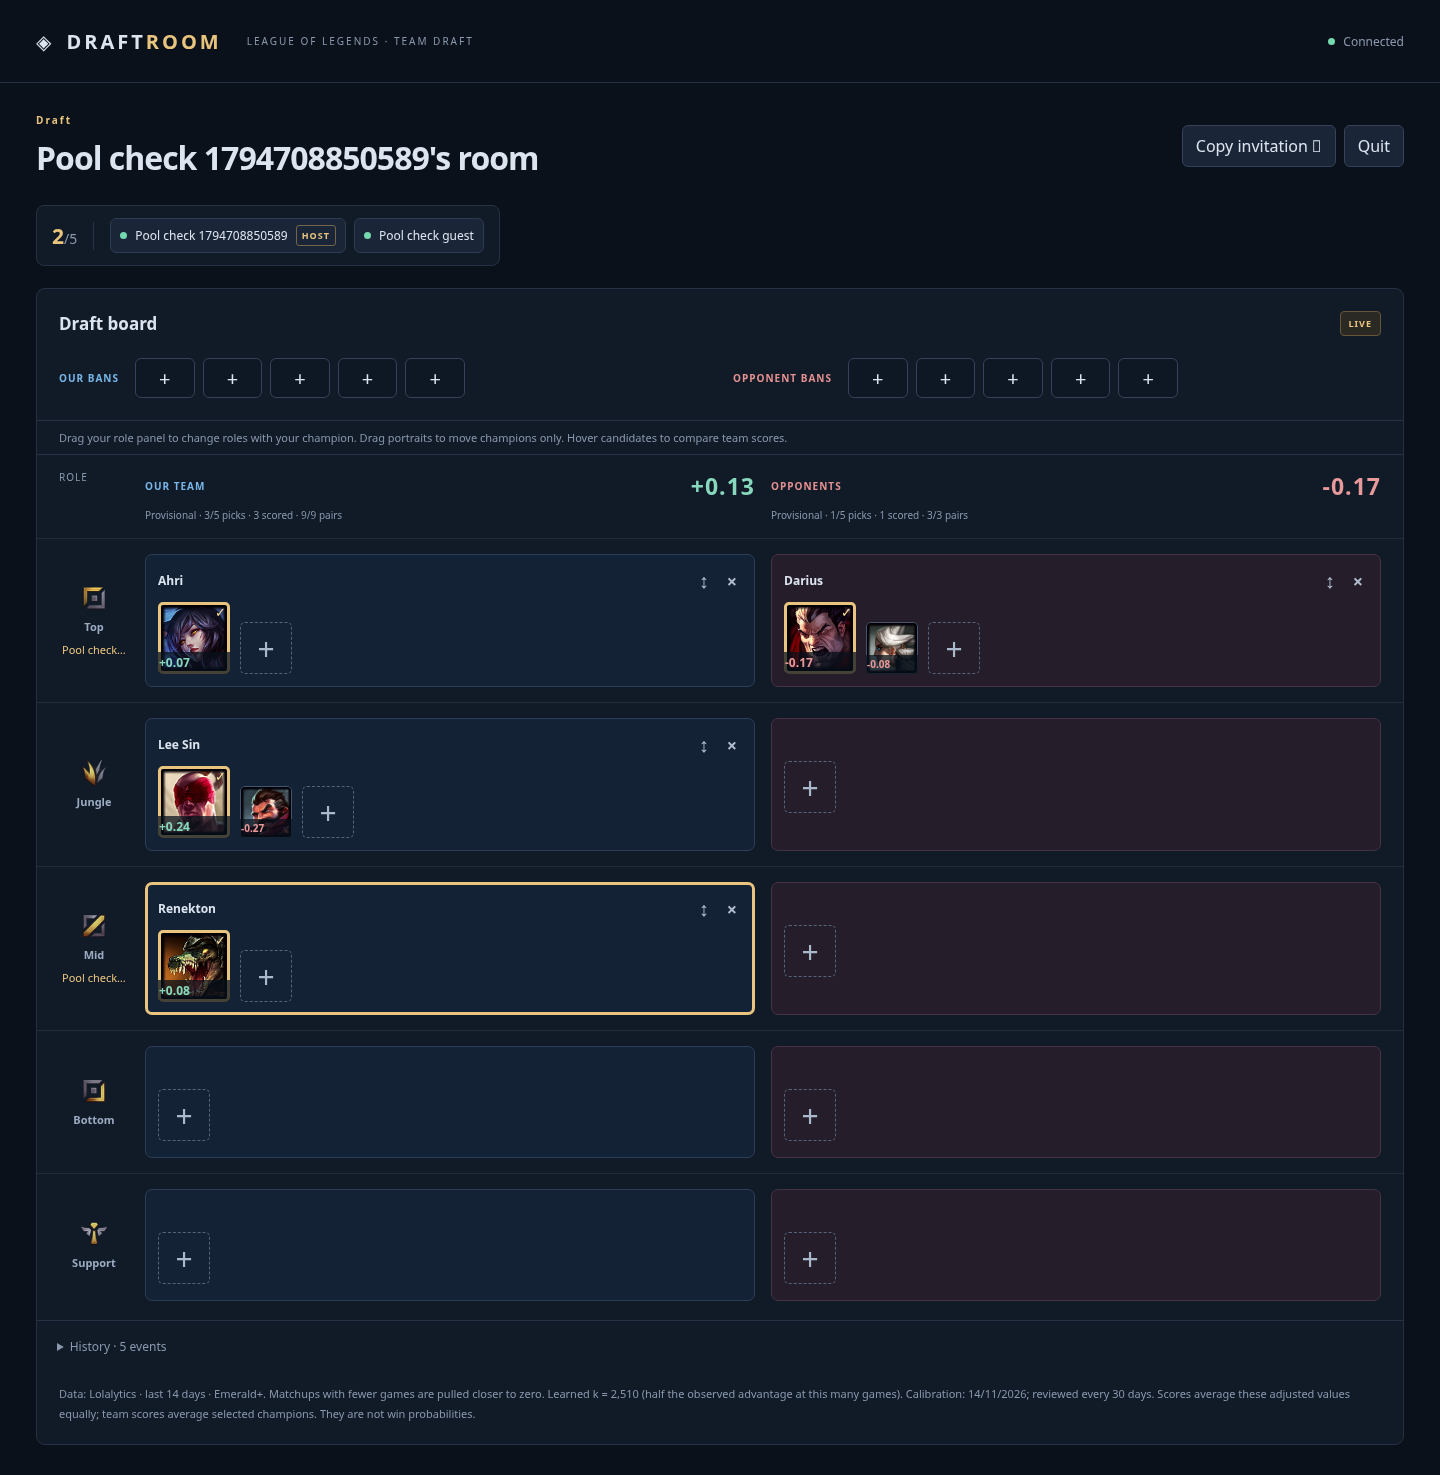 ◈ DRAFTROOM LEAGUE OF LEGENDS · TEAM DRAFT
Connected
Draft
Pool check 1794708850589's room
Copy invitation
Quit
2/5
Pool check 1794708850589 HOST
Pool check guest
Draft board
LIVE
OUR BANS + + + + +
OPPONENT BANS + + + + +
Drag your role panel to change roles with your champion. Drag portraits to move champions only. Hover candidates to compare team scores.
ROLE
OUR TEAM +0.13
Provisional · 3/5 picks · 3 scored · 9/9 pairs
OPPONENTS -0.17
Provisional · 1/5 picks · 1 scored · 3/3 pairs
Top
Pool check...
Ahri ↕ ×
✓
+0.07
+
Darius ↕ ×
✓
-0.17
-0.08
+
Jungle
Lee Sin ↕ ×
✓
+0.24
-0.27
+
+
Mid
Pool check...
Renekton ↕ ×
✓
+0.08
+
+
Bottom
+
+
Support
+
+
▶ History · 5 events
Data: Lolalytics · last 14 days · Emerald+. Matchups with fewer games are pulled closer to zero. Learned k = 2,510 (half the observed advantage at this many games). Calibration: 14/11/2026; reviewed every 30 days. Scores average these adjusted values
equally; team scores average selected champions. They are not win probabilities.